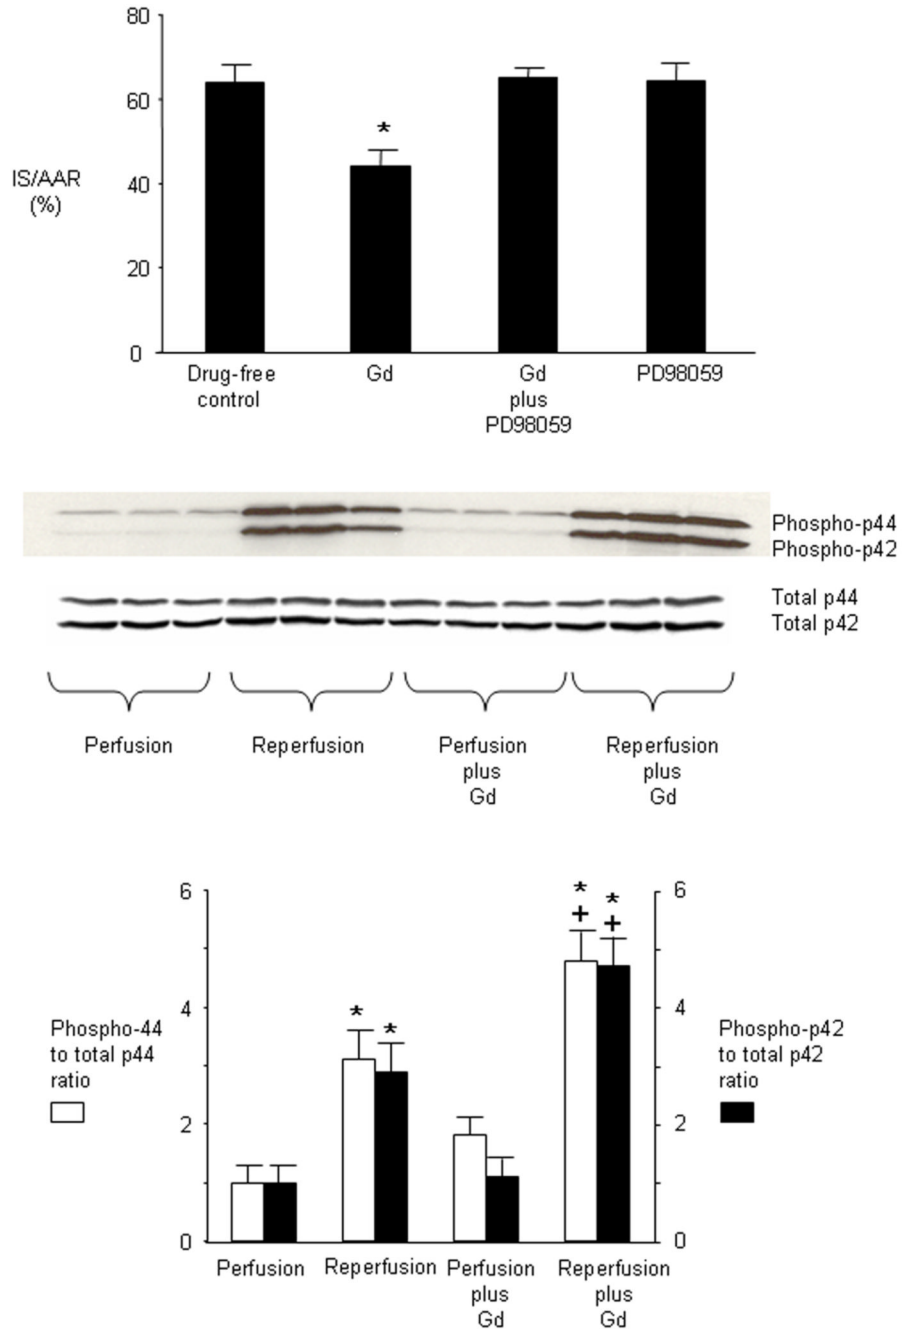 80
60
IS/AAR
(%)
40
20
0
*
Drug-free
control
Gd
Gd
plus
PD98059
PD98059
Phospho-p44
Phospho-p42
Total p44
Total p42
Perfusion
Reperfusion
Perfusion
plus
Gd
Reperfusion
plus
Gd
6
4
2
0
Phospho-44
to total p44
ratio
* *
* *
+ +
6
4
2
0
Phospho-p42
to total p42
ratio
Perfusion
Reperfusion
Perfusion
plus
Gd
Reperfusion
plus
Gd